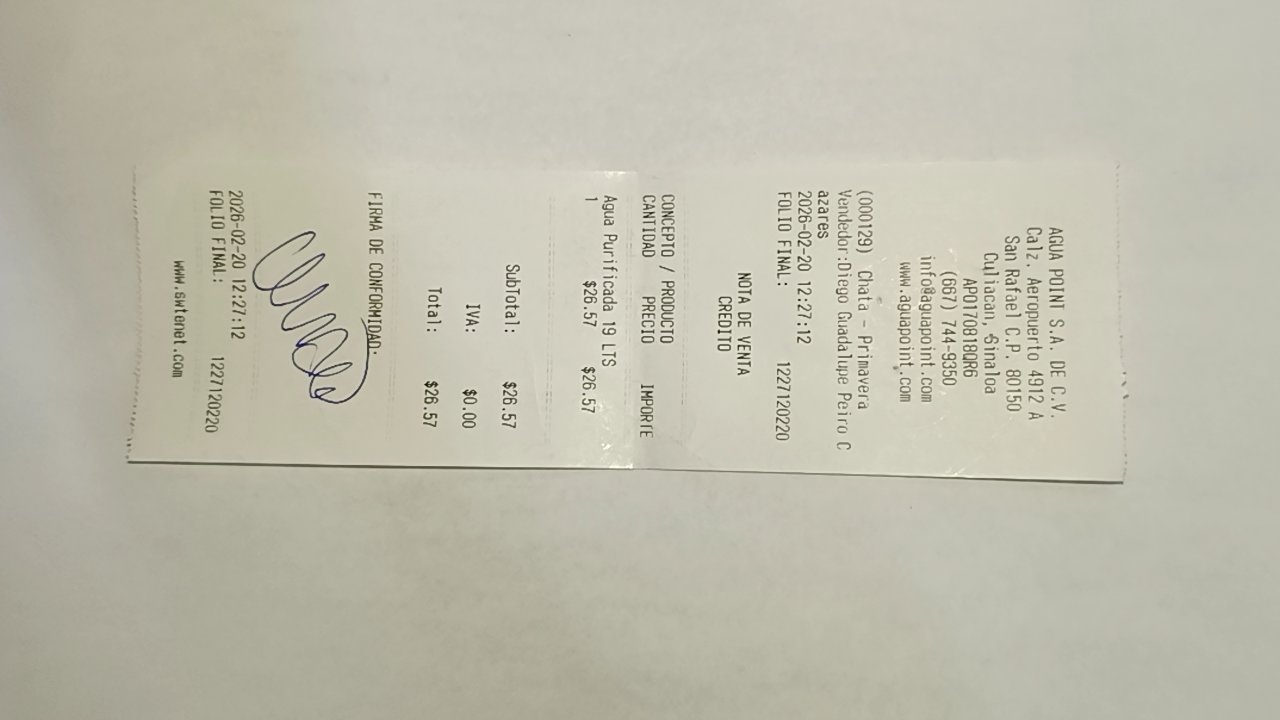 AGUA POINT S.A. DE C.V.
Calz. Aeropuerto 4912 A
San Rafael C.P. 80150
Culiacan, Sinaloa
APO170818QR6
(667) 744-9350
info@aguapoint.com
www.aguapoint.com
(000129) Chata - Primavera
Vendedor:Diego Guadalupe Peiro C
azares
2026-02-20 12:27:12
FOLIO FINAL: 1227120220
NOTA DE VENTA
CREDITO
CONCEPTO / PRODUCTO
CANTIDAD PRECIO IMPORTE
Agua Purificada 19 LTS
1 $26.57 $26.57
SubTotal: $26.57
IVA: $0.00
Total: $26.57
FIRMA DE CONFORMIDAD:
2026-02-20 12:27:12
FOLIO FINAL: 1227120220
www.swtenet.com